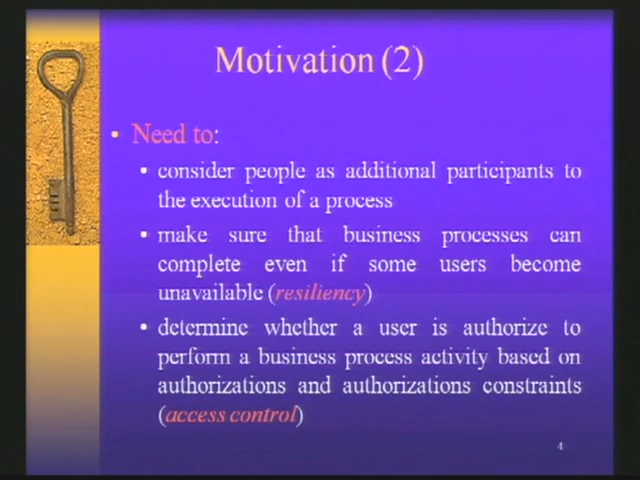 Motivation (2)
• Need to:
• consider people as additional participants to
the execution of a process
• make sure that business processes can
complete even if some users become
unavailable (resiliency)
• determine whether a user is authorize to
perform a business process activity based on
authorizations and authorizations constraints
(access control)
4